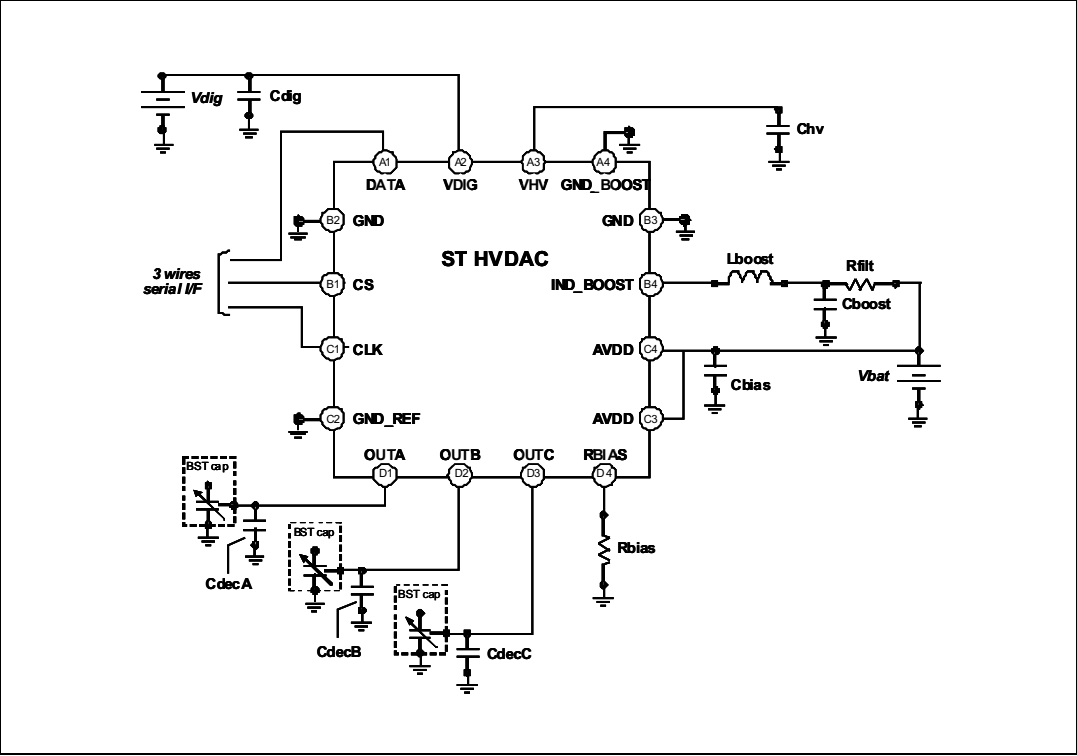 Vdig
Cdig
Chv
A1
A2
A3
A4
DATA
VDIG
VHV
GND_BOOST
B2
GND
GND
B3
ST HVDAC
3 wires
serial I/F
B1
CS
IND_BOOST
B4
Lboost
Rfilt
Cboost
C1
CLK
AVDD
C4
Cbias
Vbat
C2
GND_REF
AVDD
C3
OUTA
OUTB
OUTC
RBIAS
D1
D2
D3
D4
BST cap
CdecA
BST cap
CdecB
BST cap
CdecC
Rbias